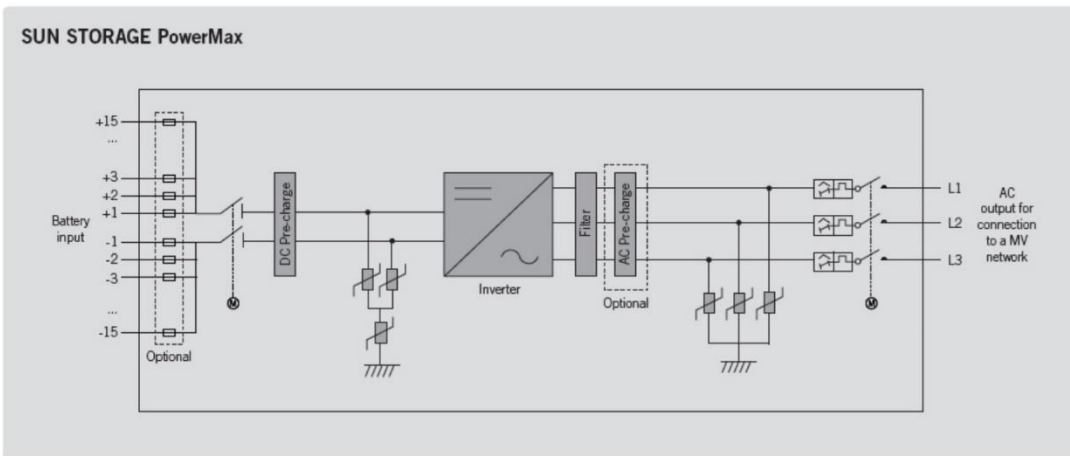 SUN STORAGE PowerMax
+15
...
+3
+2
+1
Battery
input
-1
-2
-3
...
-15
Optional
M
DC Pre-charge
Inverter
Filter
AC Pre-charge
Optional
M
L1
L2
L3
AC
output for
connection
to a MV
network